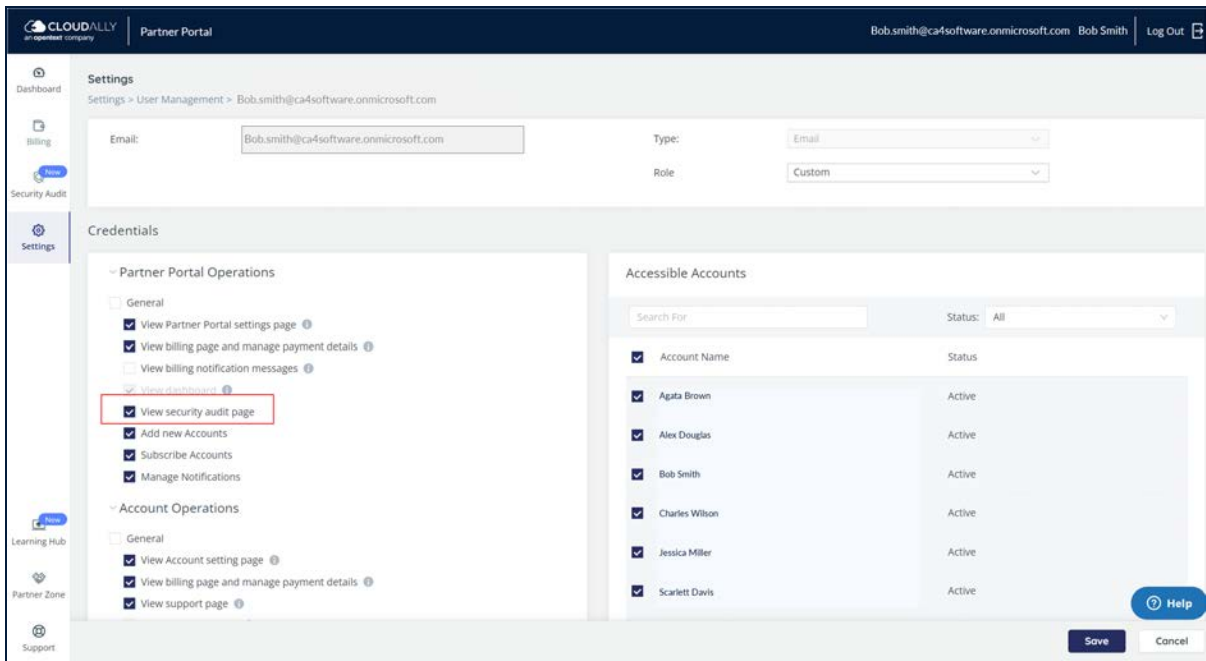 CLOUDALLY
an opentext company
Partner Portal
Bob.smith@ca4software.onmicrosoft.com Bob Smith
Log Out
Dashboard
Billing
New
Security Audit
Settings
New
Learning Hub
Partner Zone
Support
Settings
Settings > User Management > Bob.smith@ca4software.onmicrosoft.com
Email: Bob.smith@ca4software.onmicrosoft.com
Type: Email
Role Custom
Credentials
Partner Portal Operations
General
View Partner Portal settings page
View billing page and manage payment details
View billing notification messages
View dashboard
View security audit page
Add new Accounts
Subscribe Accounts
Manage Notifications
Account Operations
General
View Account setting page
View billing page and manage payment details
View support page
Accessible Accounts
Search For
Status: All
Account Name Status
Agata Brown Active
Alex Douglas Active
Bob Smith Active
Charles Wilson Active
Jessica Miller Active
Scarlett Davis Active
Help
Save
Cancel